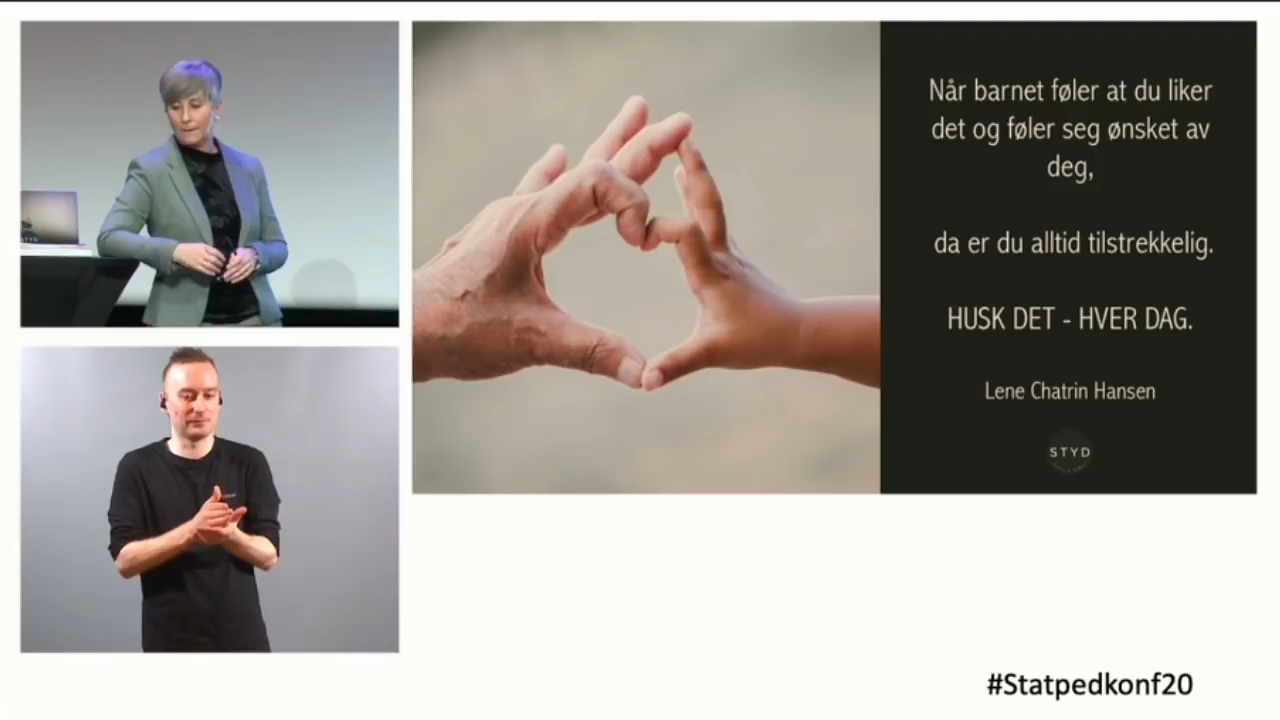 Når barnet føler at du liker
det og føler seg ønsket av
deg,
da er du alltid tilstrekkelig.
HUSK DET - HVER DAG.
Lene Chatrin Hansen
STYD
STYD
#Statpedkonf20